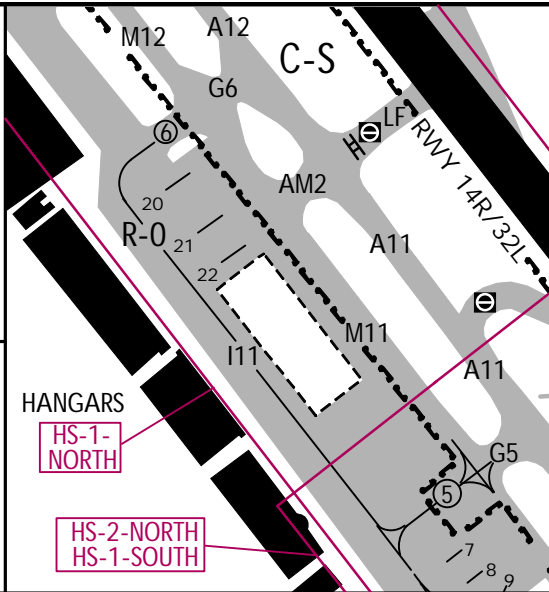 M12
A12
C-S
G6
6
LF
RWY 14R/32L
AM2
20
R-0
21
A11
22
M11
I11
A11
HANGARS
HS-1-
NORTH
G5
5
HS-2-NORTH
HS-1-SOUTH
7
8
9